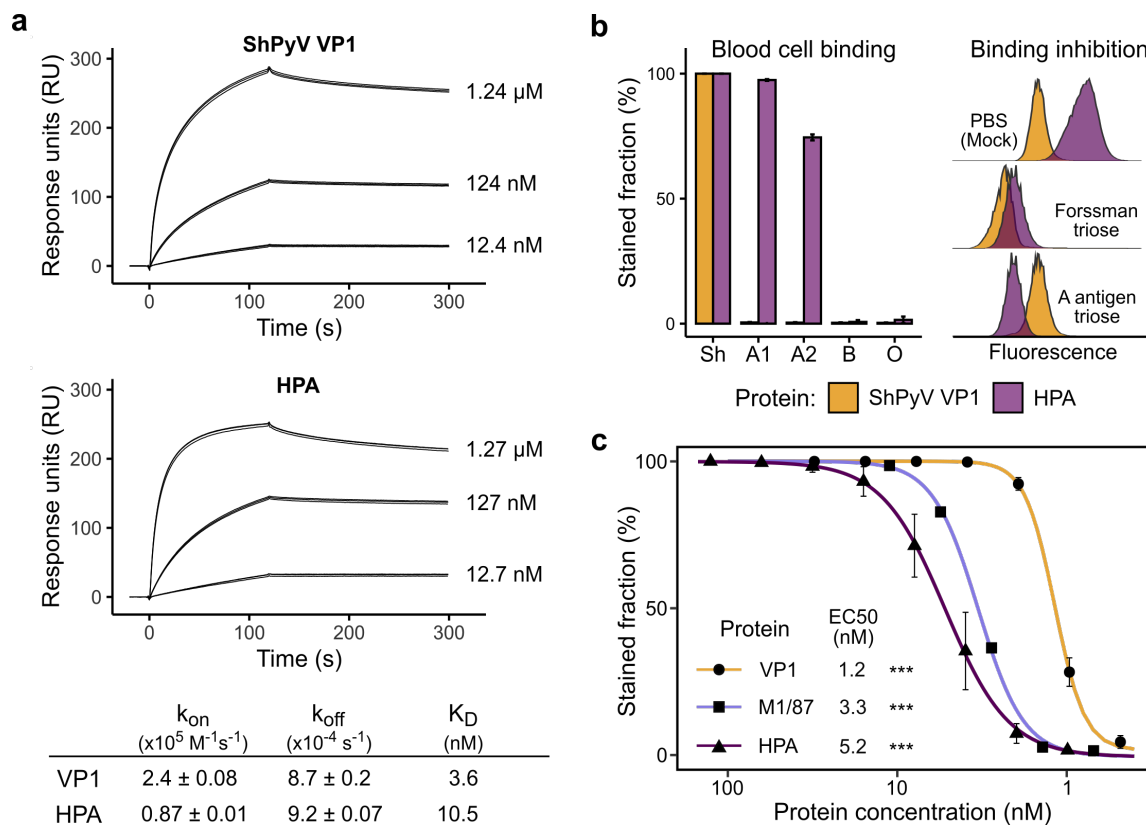 a
ShPyV VP1
Response units (RU)
300
200
100
0
1.24 µM
124 nM
12.4 nM
0
100
200
300
Time (s)
HPA
Response units (RU)
300
200
100
0
1.27 µM
127 nM
12.7 nM
0
100
200
300
Time (s)
kon koff KD
(x10⁵ M⁻¹s⁻¹) (x10⁻⁴ s⁻¹) (nM)
VP1 2.4 ± 0.08 8.7 ± 0.2 3.6
HPA 0.87 ± 0.01 9.2 ± 0.07 10.5
b
Blood cell binding
Stained fraction (%)
100
50
0
Sh A1 A2 B O
Binding inhibition
PBS
(Mock)
Forssman
triose
A antigen
triose
Fluorescence
Protein: ShPyV VP1 HPA
c
Stained fraction (%)
100
50
0
Protein EC50
(nM)
VP1 1.2 ***
M1/87 3.3 ***
HPA 5.2 ***
100 10 1
Protein concentration (nM)